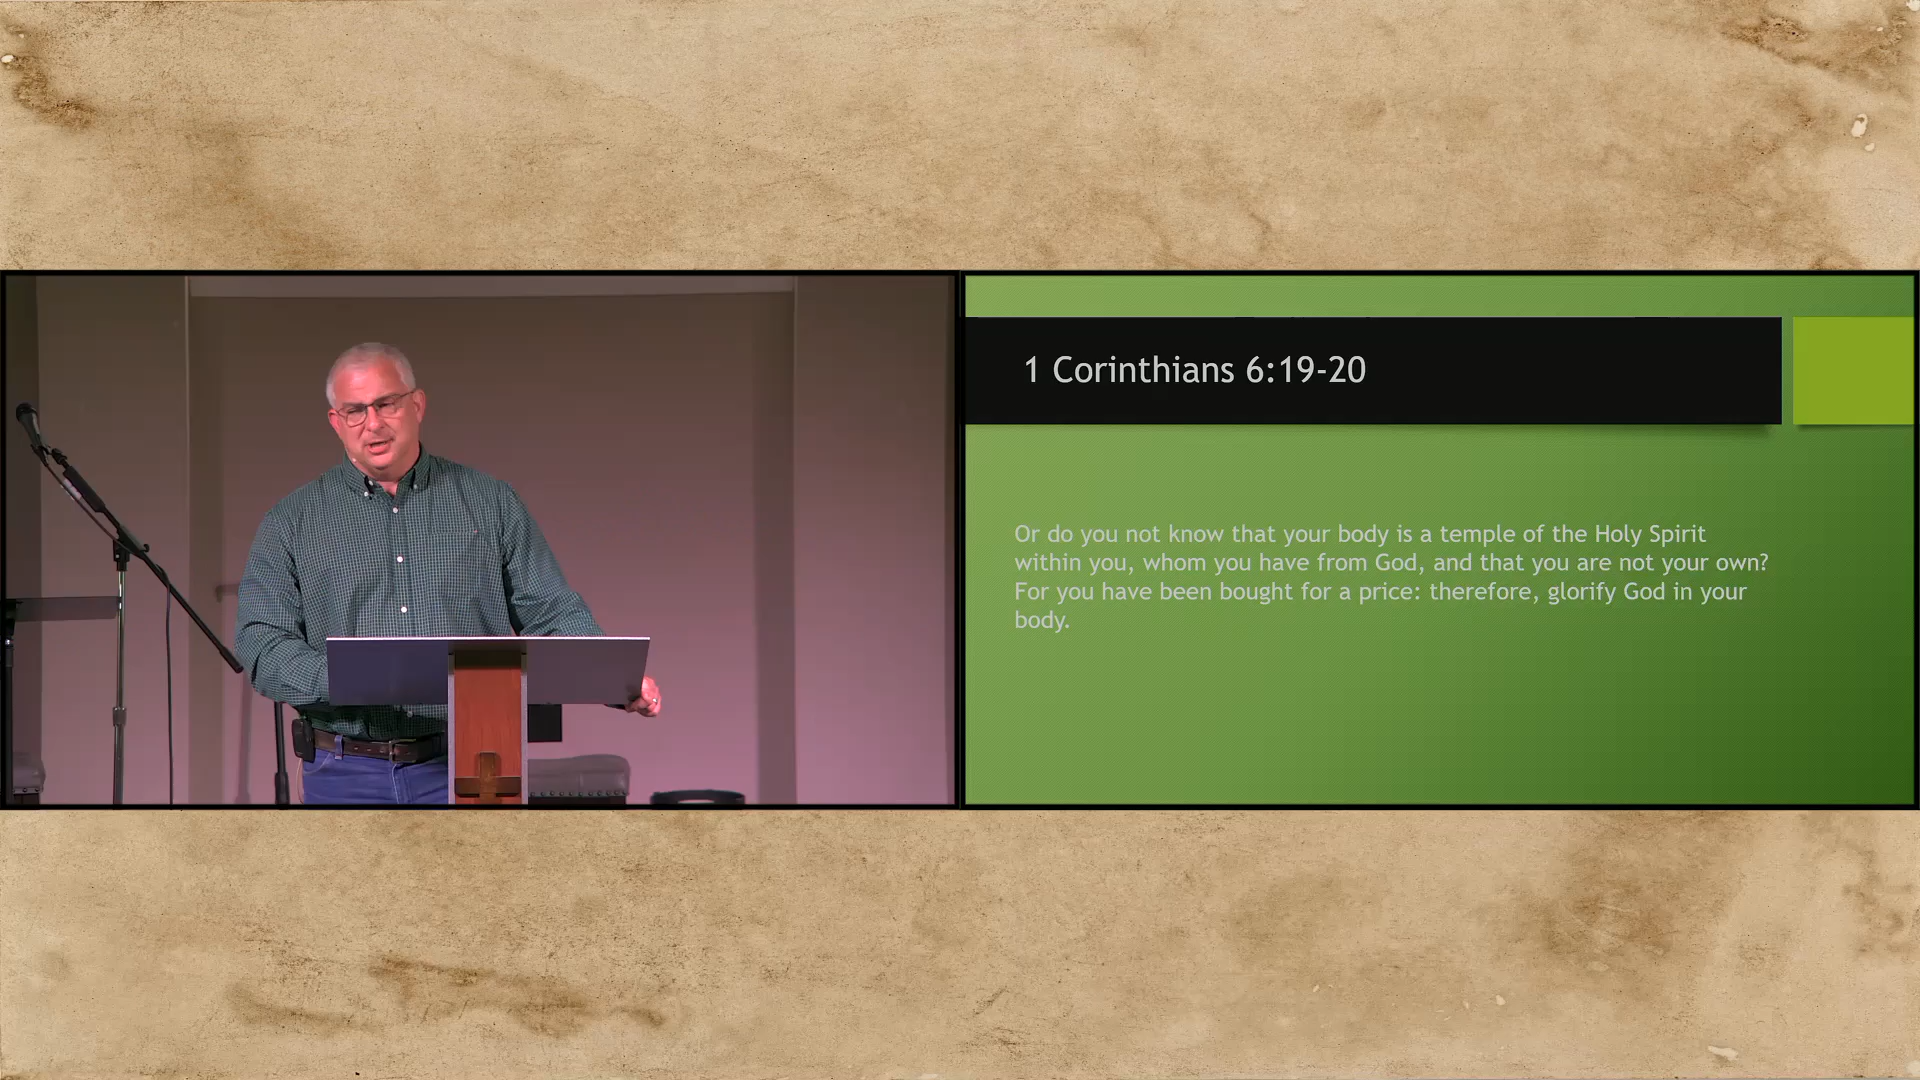 1 Corinthians 6:19-20
Or do you not know that your body is a temple of the Holy Spirit
within you, whom you have from God, and that you are not your own?
For you have been bought for a price: therefore, glorify God in your
body.